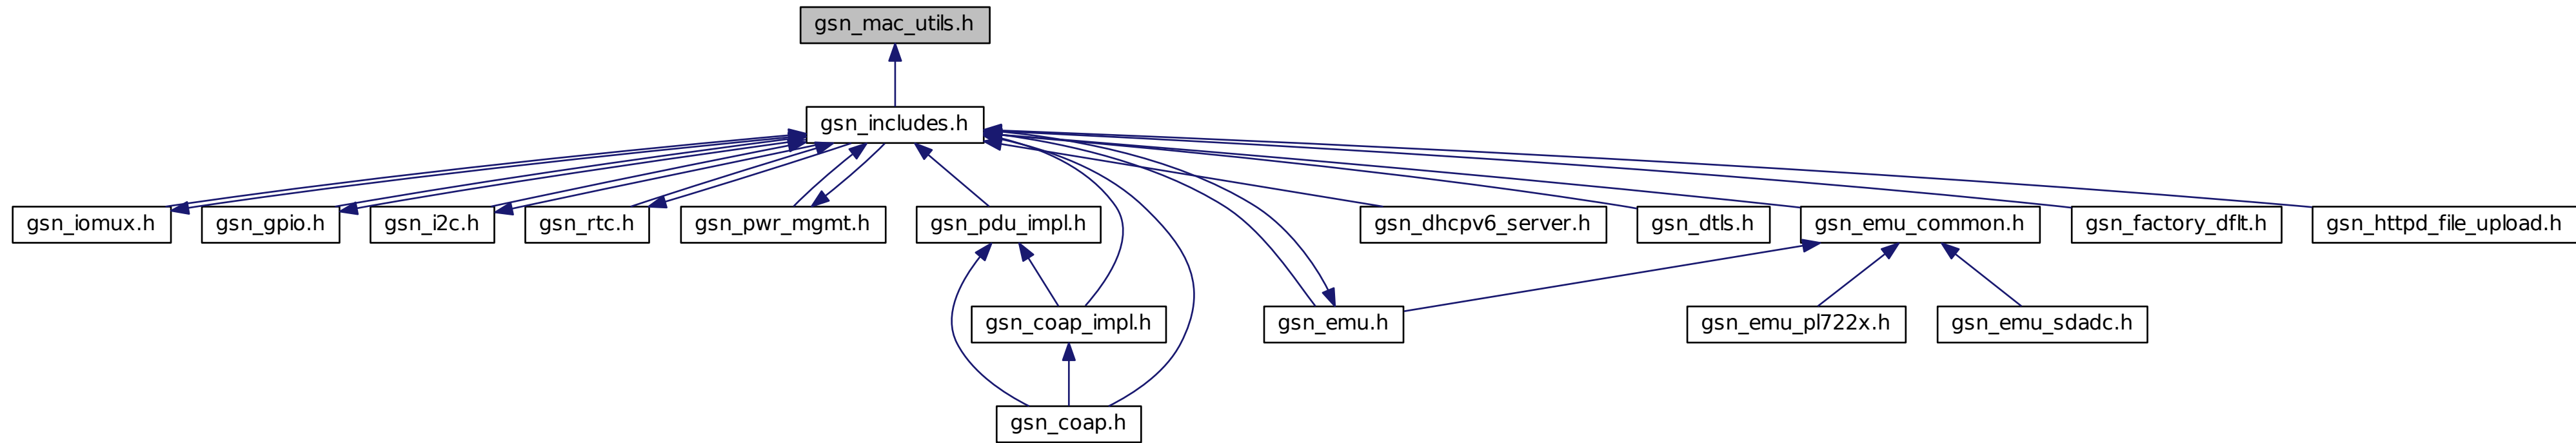 gsn_mac_utils.h
gsn_includes.h
gsn_iomux.h
gsn_gpio.h
gsn_i2c.h
gsn_rtc.h
gsn_pwr_mgmt.h
gsn_pdu_impl.h
gsn_dhcpv6_server.h
gsn_dtls.h
gsn_emu_common.h
gsn_factory_dflt.h
gsn_httpd_file_upload.h
gsn_coap_impl.h
gsn_emu.h
gsn_emu_pl722x.h
gsn_emu_sdadc.h
gsn_coap.h